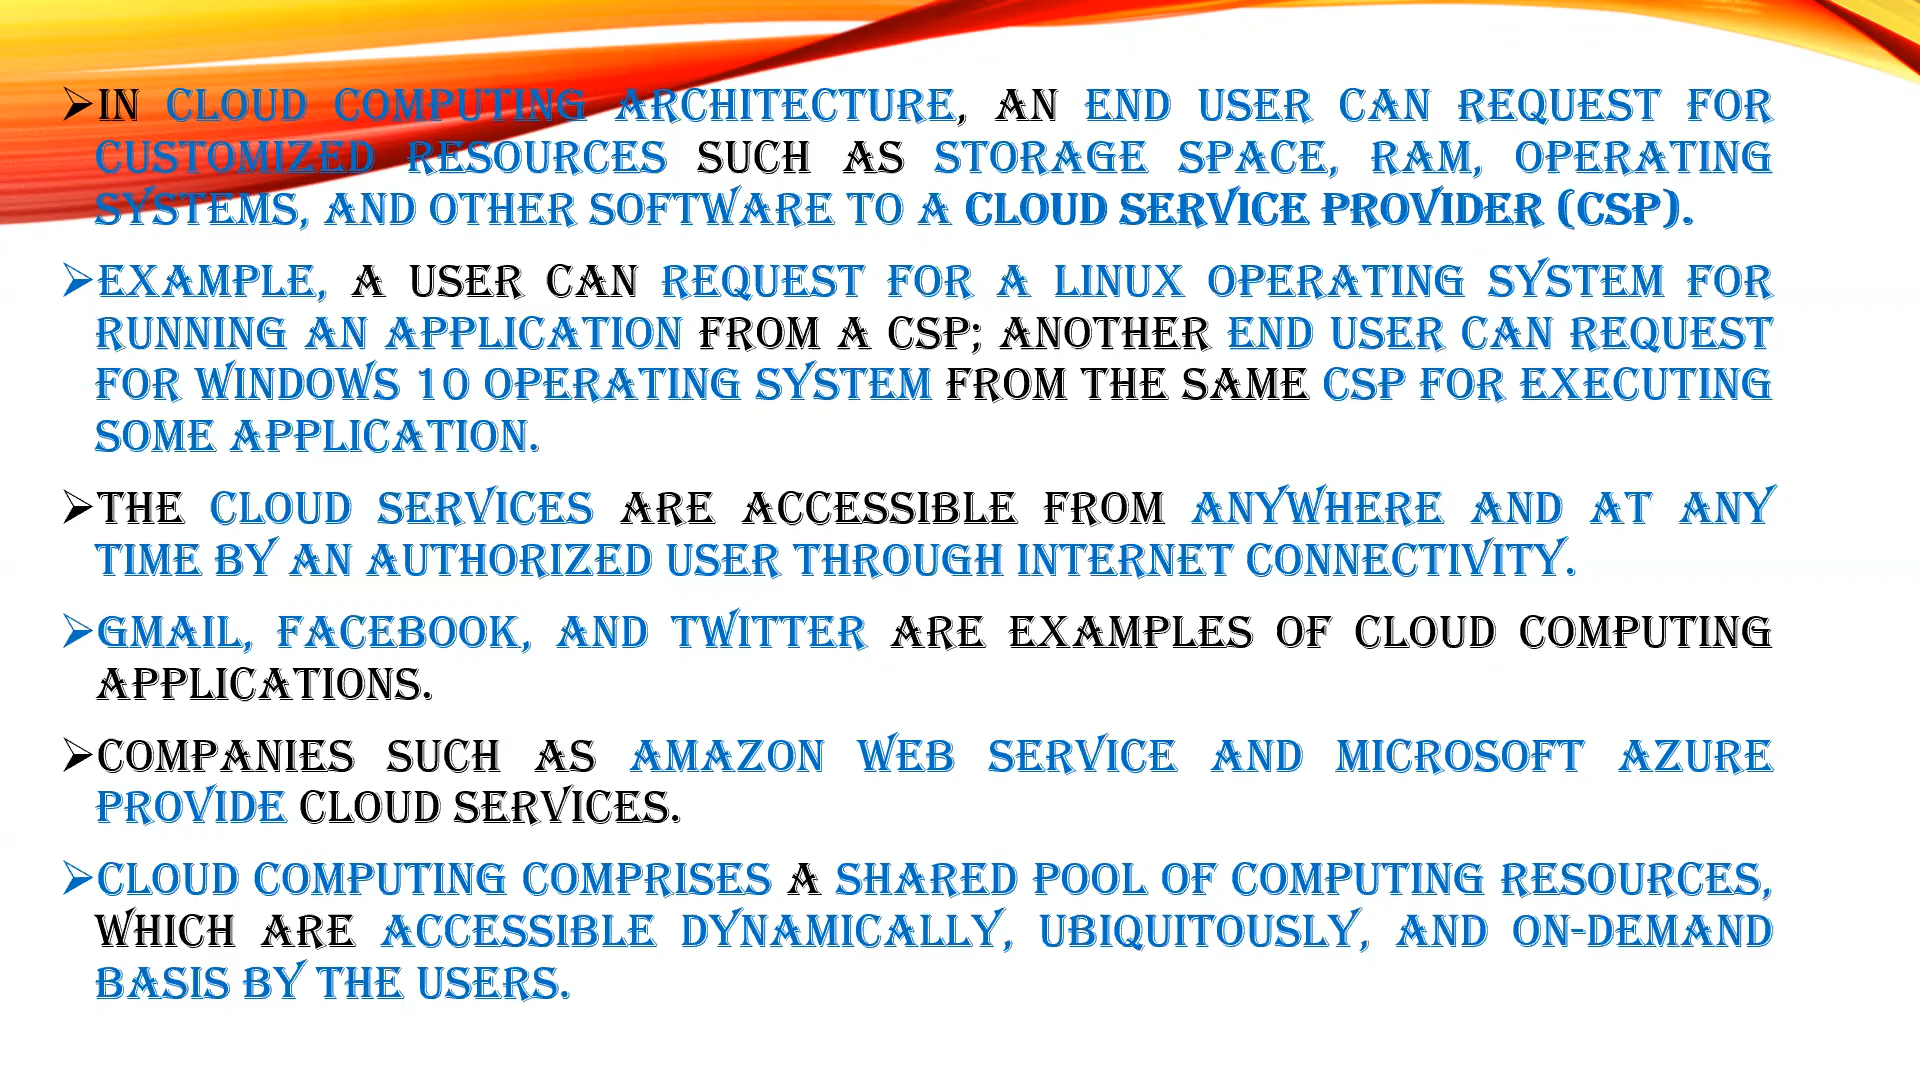 ➢IN CLOUD COMPUTING ARCHITECTURE, AN END USER CAN REQUEST FOR
CUSTOMIZED RESOURCES SUCH AS STORAGE SPACE, RAM, OPERATING
SYSTEMS, AND OTHER SOFTWARE TO A CLOUD SERVICE PROVIDER (CSP).
➢EXAMPLE, A USER CAN REQUEST FOR A LINUX OPERATING SYSTEM FOR
RUNNING AN APPLICATION FROM A CSP; ANOTHER END USER CAN REQUEST
FOR WINDOWS 10 OPERATING SYSTEM FROM THE SAME CSP FOR EXECUTING
SOME APPLICATION.
➢THE CLOUD SERVICES ARE ACCESSIBLE FROM ANYWHERE AND AT ANY
TIME BY AN AUTHORIZED USER THROUGH INTERNET CONNECTIVITY.
➢GMAIL, FACEBOOK, AND TWITTER ARE EXAMPLES OF CLOUD COMPUTING
APPLICATIONS.
➢COMPANIES SUCH AS AMAZON WEB SERVICE AND MICROSOFT AZURE
PROVIDE CLOUD SERVICES.
➢CLOUD COMPUTING COMPRISES A SHARED POOL OF COMPUTING RESOURCES,
WHICH ARE ACCESSIBLE DYNAMICALLY, UBIQUITOUSLY, AND ON-DEMAND
BASIS BY THE USERS.